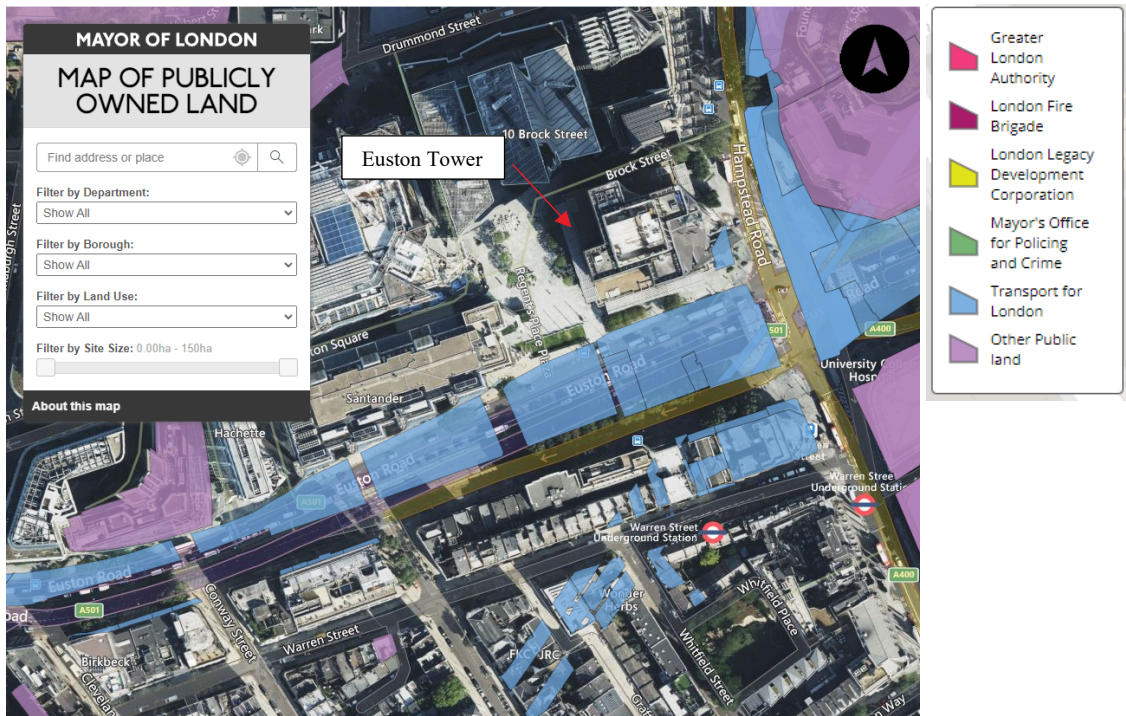 MAYOR OF LONDON
MAP OF PUBLICLY
OWNED LAND
Find address or place
Filter by Department:
Show All
Filter by Borough:
Show All
Filter by Land Use:
Show All
Filter by Site Size: 0.00ha - 150ha
About this map
Drummond Street
10 Brock Street
Euston Tower
Brock Street
Hampstead Road
Regent's Place Plaza
Road
501
A400
Euston Road
University
Hosp
Santander
Hachette
Euston
A501
Warren Street
Underground Station
Warren Stree
Underground Statio
A400
Euston Road
A501
Conway Street
Wonder
Herbs
Whitfield Place
Warren Street
Birkbeck
Whitfield Street
Greater
London
Authority
London Fire
Brigade
London Legacy
Development
Corporation
Mayor's Office
for Policing
and Crime
Transport for
London
Other Public
land